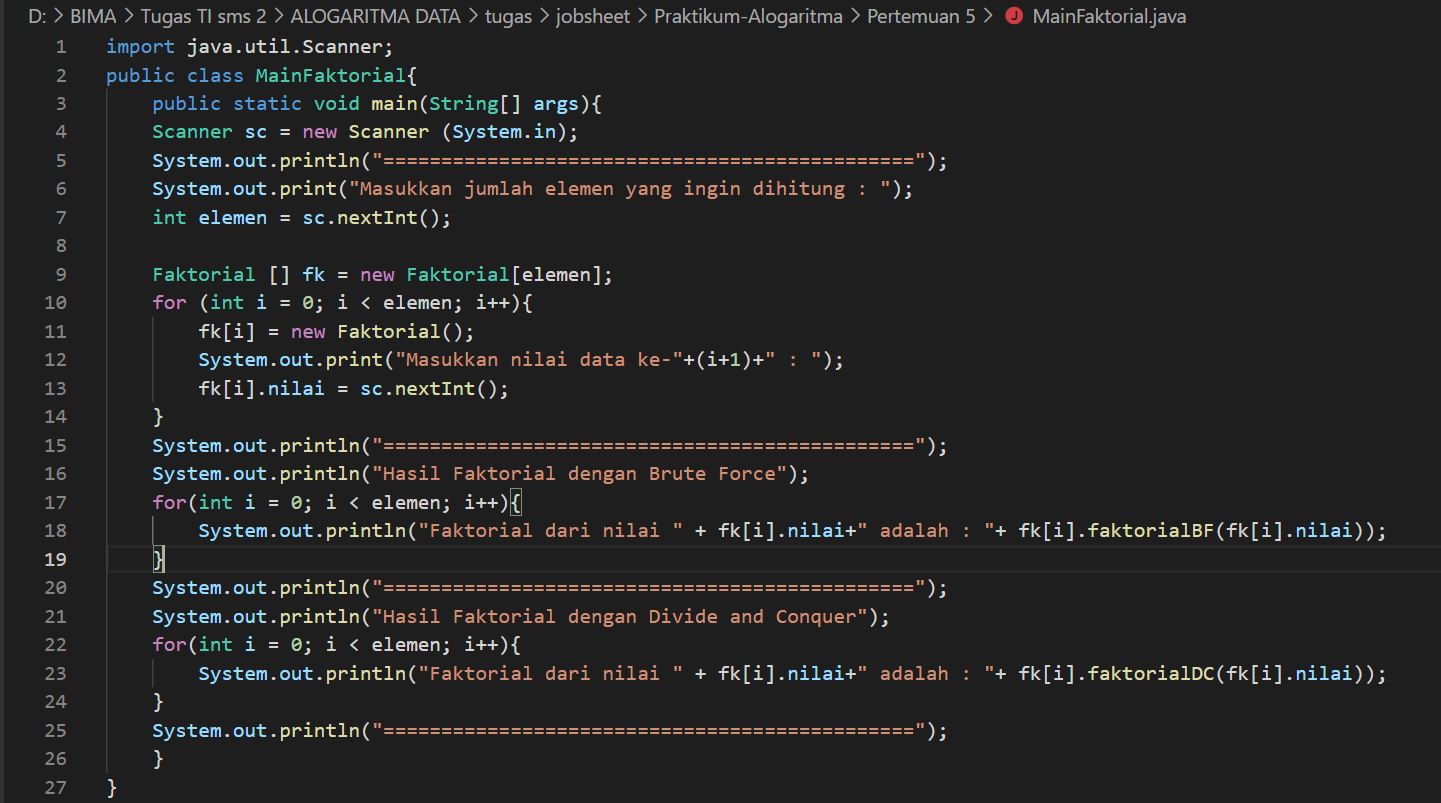 D: > BIMA > Tugas TI sms 2 > ALOGARITMA DATA > tugas > jobsheet > Praktikum-Alogaritma > Pertemuan 5 > J MainFaktorial.java
1 import java.util.Scanner;
2 public class MainFaktorial{
3     public static void main(String[] args){
4     Scanner sc = new Scanner (System.in);
5     System.out.println("==============================================");
6     System.out.print("Masukkan jumlah elemen yang ingin dihitung : ");
7     int elemen = sc.nextInt();
8
9     Faktorial [] fk = new Faktorial[elemen];
10     for (int i = 0; i < elemen; i++){
11         fk[i] = new Faktorial();
12         System.out.print("Masukkan nilai data ke-"+(i+1)+" : ");
13         fk[i].nilai = sc.nextInt();
14     }
15     System.out.println("==============================================");
16     System.out.println("Hasil Faktorial dengan Brute Force");
17     for(int i = 0; i < elemen; i++){
18         System.out.println("Faktorial dari nilai " + fk[i].nilai+" adalah : "+ fk[i].faktorialBF(fk[i].nilai));
19     }
20     System.out.println("==============================================");
21     System.out.println("Hasil Faktorial dengan Divide and Conquer");
22     for(int i = 0; i < elemen; i++){
23         System.out.println("Faktorial dari nilai " + fk[i].nilai+" adalah : "+ fk[i].faktorialDC(fk[i].nilai));
24     }
25     System.out.println("==============================================");
26     }
27 }